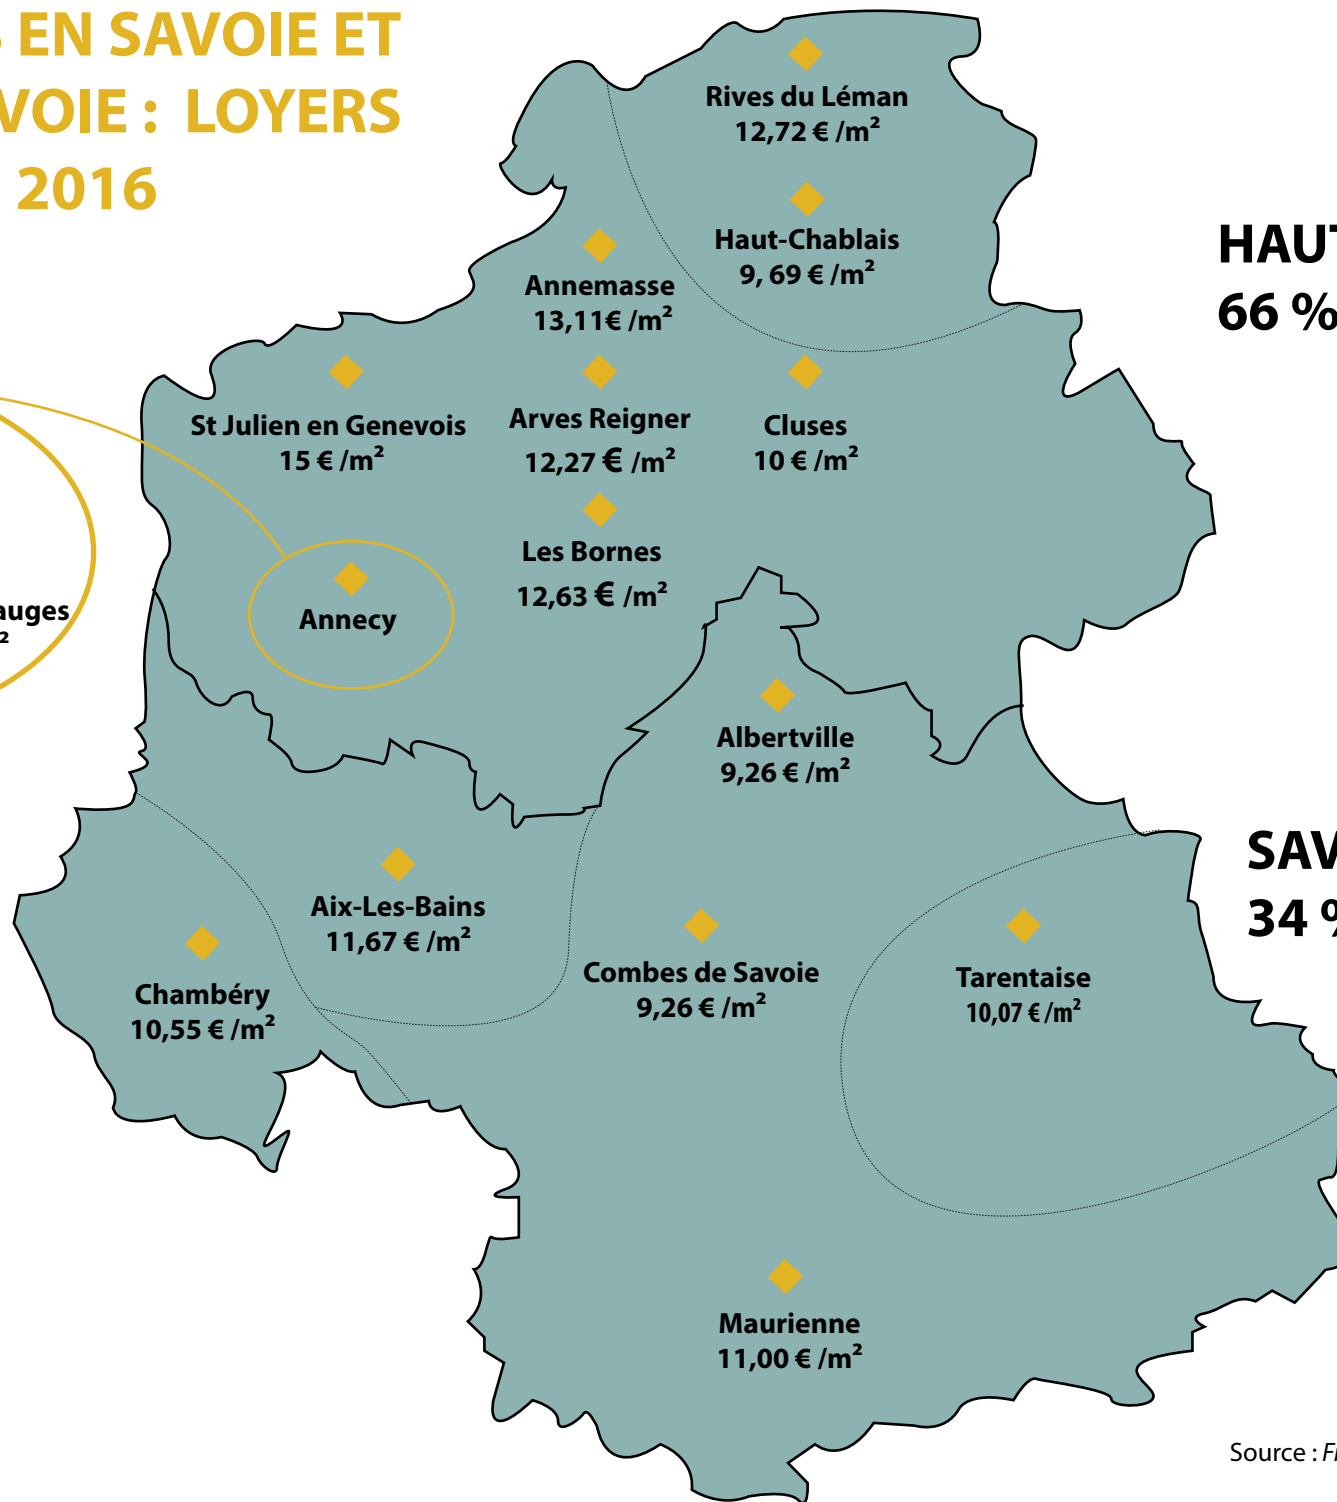 EN SAVOIE ET
VOIE : LOYERS
2016
Rives du Léman
12,72 € /m²
Haut-Chablais
9, 69 € /m²
Annemasse
13,11€ /m²
St Julien en Genevois
15 € /m²
Arves Reigner
12,27 € /m²
Cluses
10 € /m²
Les Bornes
12,63 € /m²
Annecy
auges
²
HAUT
66 %
Albertville
9,26 € /m²
Aix-Les-Bains
11,67 € /m²
Chambéry
10,55 € /m²
Combes de Savoie
9,26 € /m²
Tarentaise
10,07 € /m²
SAV
34 %
Maurienne
11,00 € /m²
Source :